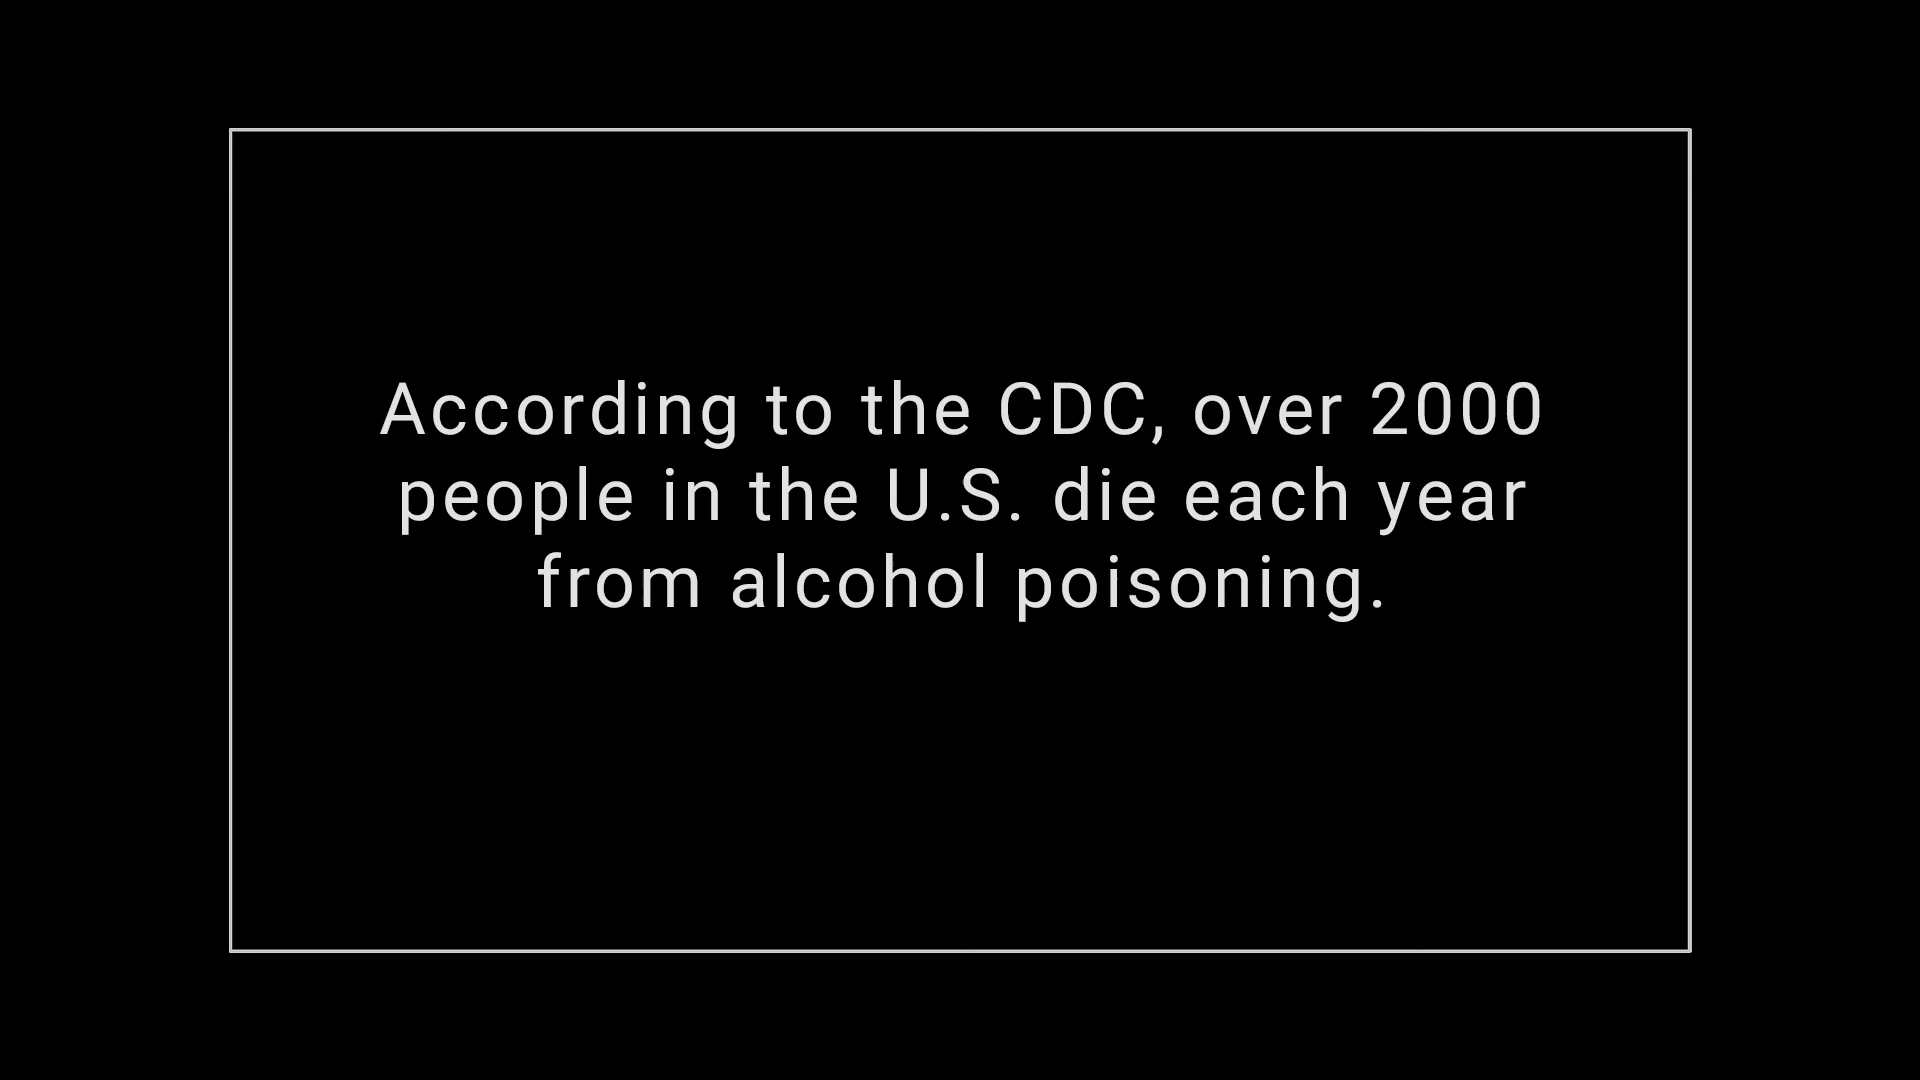 According to the CDC, over 2000
people in the U.S. die each year
from alcohol poisoning.